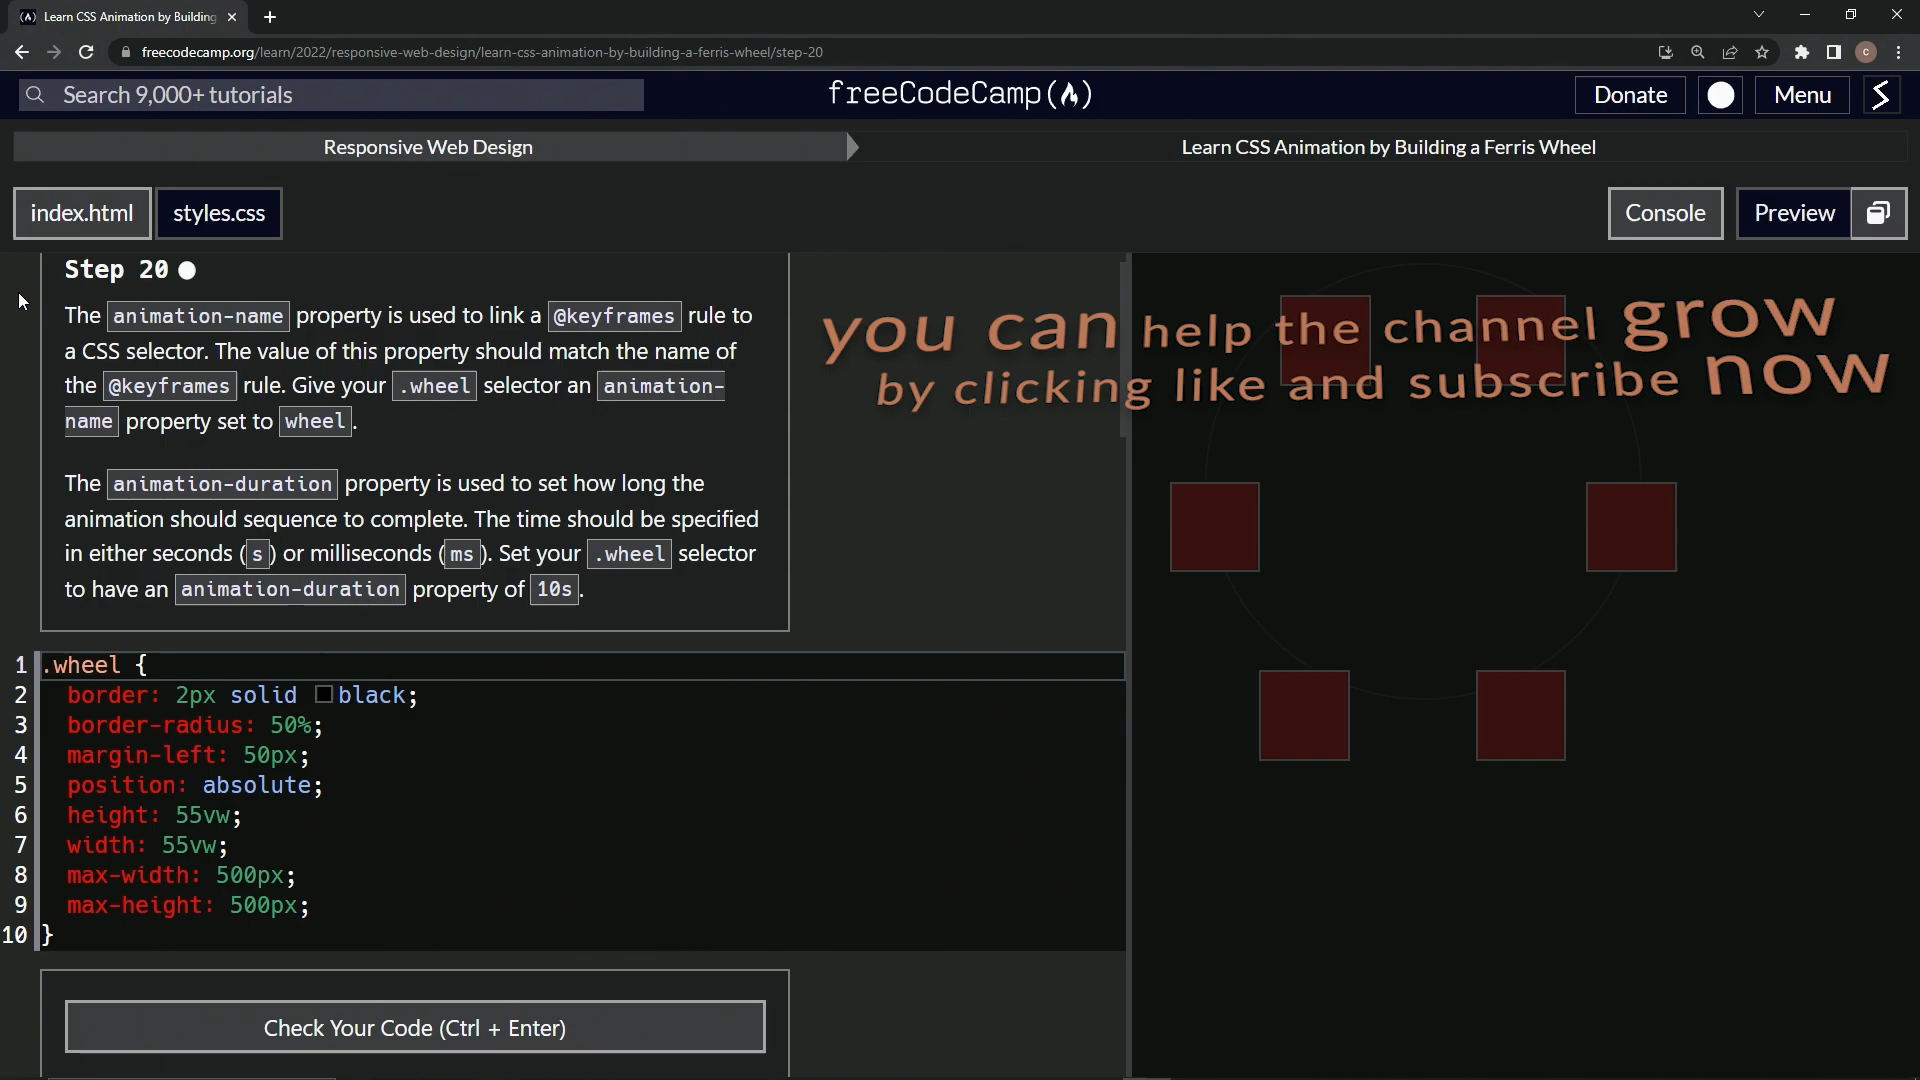 Learn CSS Animation by Building
freecodecamp.org/learn/2022/responsive-web-design/learn-css-animation-by-building-a-ferris-wheel/step-20
c
Search 9,000+ tutorials
freeCodeCamp(🔥)
Donate
Menu
Responsive Web Design
Learn CSS Animation by Building a Ferris Wheel
index.html
styles.css
Console
Preview
Step 20
The animation-name property is used to link a @keyframes rule to
a CSS selector. The value of this property should match the name of
the @keyframes rule. Give your .wheel selector an animation-
name property set to wheel.
The animation-duration property is used to set how long the
animation should sequence to complete. The time should be specified
in either seconds (s) or milliseconds (ms). Set your .wheel selector
to have an animation-duration property of 10s.
you can help the channel grow
by clicking like and subscribe now
1 .wheel {
2 border: 2px solid black;
3 border-radius: 50%;
4 margin-left: 50px;
5 position: absolute;
6 height: 55vw;
7 width: 55vw;
8 max-width: 500px;
9 max-height: 500px;
10 }
Check Your Code (Ctrl + Enter)